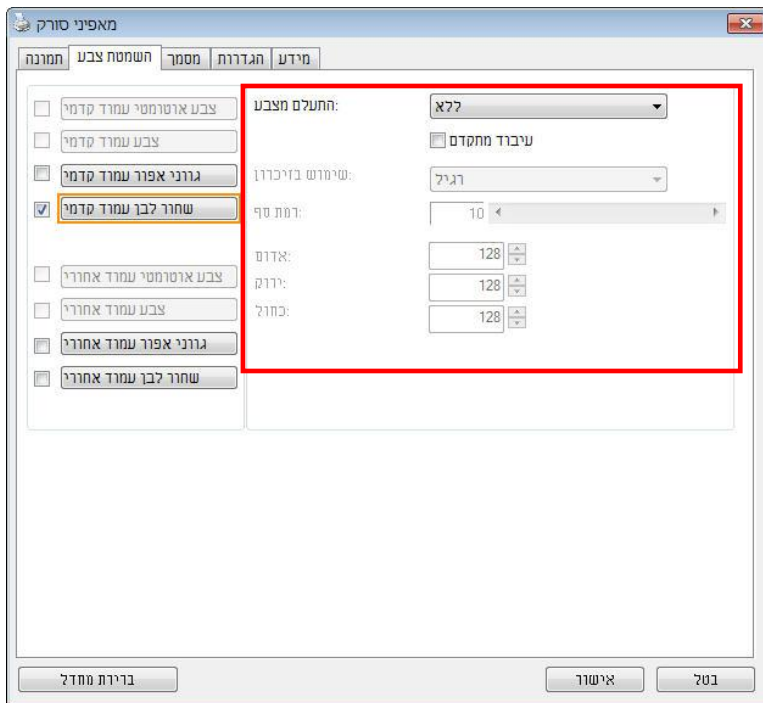 מאפיני סורק
תמונה השמטת צבע מסמך הגדרות מידע
צבע אוטומטי עמוד קדמי
צבע עמוד קדמי
גווני אפור עמוד קדמי
שחור לבן עמוד קדמי
צבע אוטומטי עמוד אחורי
צבע עמוד אחורי
גווני אפור עמוד אחורי
שחור לבן עמוד אחורי
התעלם מצבע: ללא
עיבוד מתקדם
שימוש בזיכרון: רגיל
רמת סף: 10
אדום: 128
ירוק: 128
כחול: 128
ברירת מחדל אישור בטל